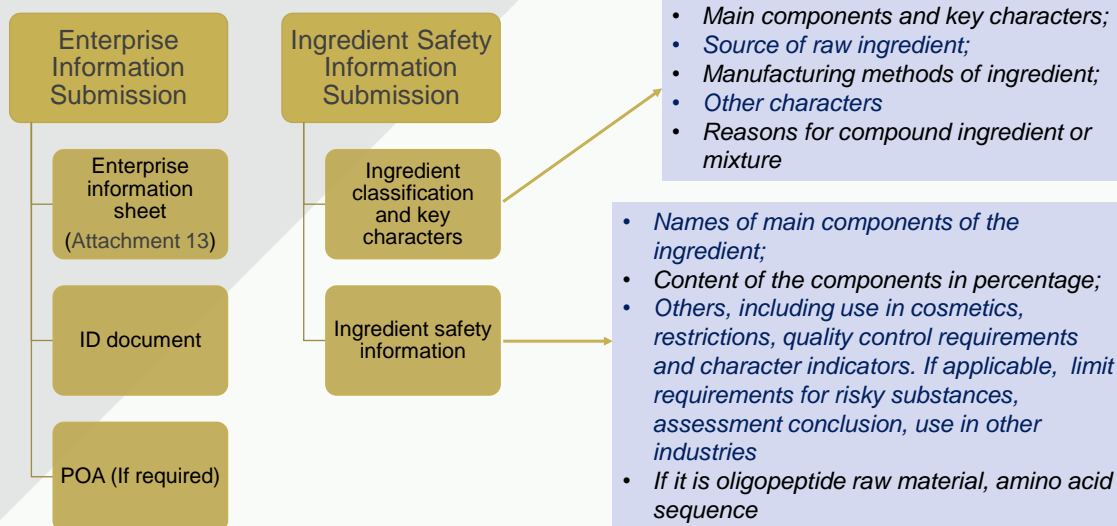 Enterprise
Information
Submission
Enterprise
information
sheet
(Attachment 13)
ID document
POA (If required)
Ingredient Safety
Information
Submission
Ingredient
classification
and key
characters
Ingredient safety
information
• Main components and key characters;
• Source of raw ingredient;
• Manufacturing methods of ingredient;
• Other characters
• Reasons for compound ingredient or
mixture
• Names of main components of the
ingredient;
• Content of the components in percentage;
• Others, including use in cosmetics,
restrictions, quality control requirements
and character indicators. If applicable, limit
requirements for risky substances,
assessment conclusion, use in other
industries
• If it is oligopeptide raw material, amino acid
sequence